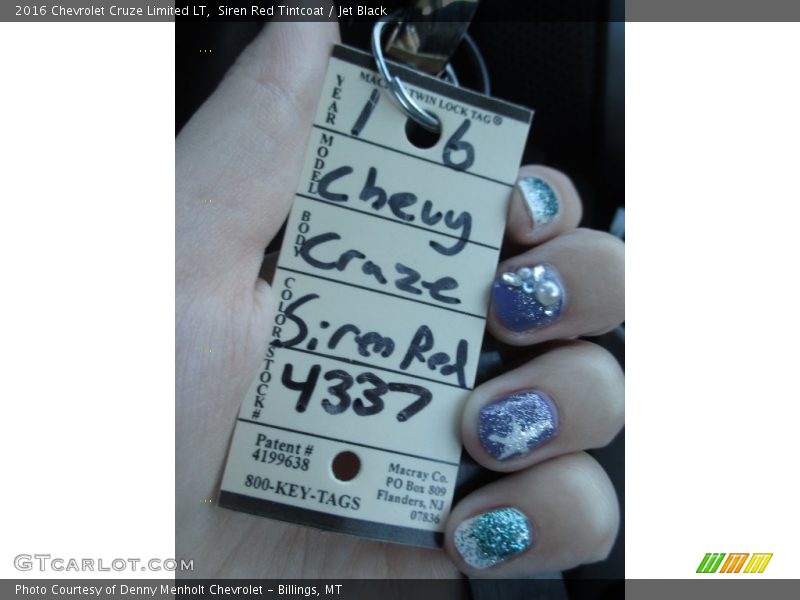 2016 Chevrolet Cruze Limited LT, Siren Red Tintcoat / Jet Black
TWIN LOCK TAG®
YEAR 1 6
MODEL Chevy
BODY Cruze
COLOR Siren Red
STOCK# 4337
Patent #
4199638
800-KEY-TAGS
Macray Co.
PO Box 809
Flanders, NJ
07836
GTcarlot.com
Photo Courtesy of Denny Menholt Chevrolet – Billings, MT